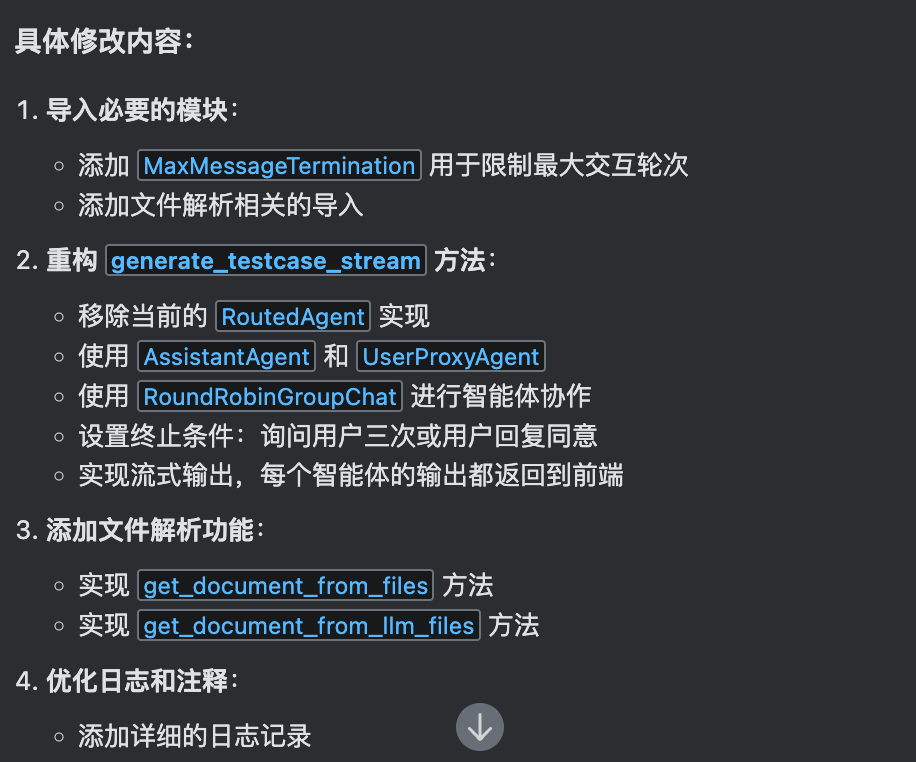 具体修改内容：
1. 导入必要的模块：
◦ 添加 MaxMessageTermination 用于限制最大交互轮次
◦ 添加文件解析相关的导入
2. 重构 generate_testcase_stream 方法：
◦ 移除当前的 RoutedAgent 实现
◦ 使用 AssistantAgent 和 UserProxyAgent
◦ 使用 RoundRobinGroupChat 进行智能体协作
◦ 设置终止条件：询问用户三次或用户回复同意
◦ 实现流式输出，每个智能体的输出都返回到前端
3. 添加文件解析功能：
◦ 实现 get_document_from_files 方法
◦ 实现 get_document_from_llm_files 方法
4. 优化日志和注释：
◦ 添加详细的日志记录